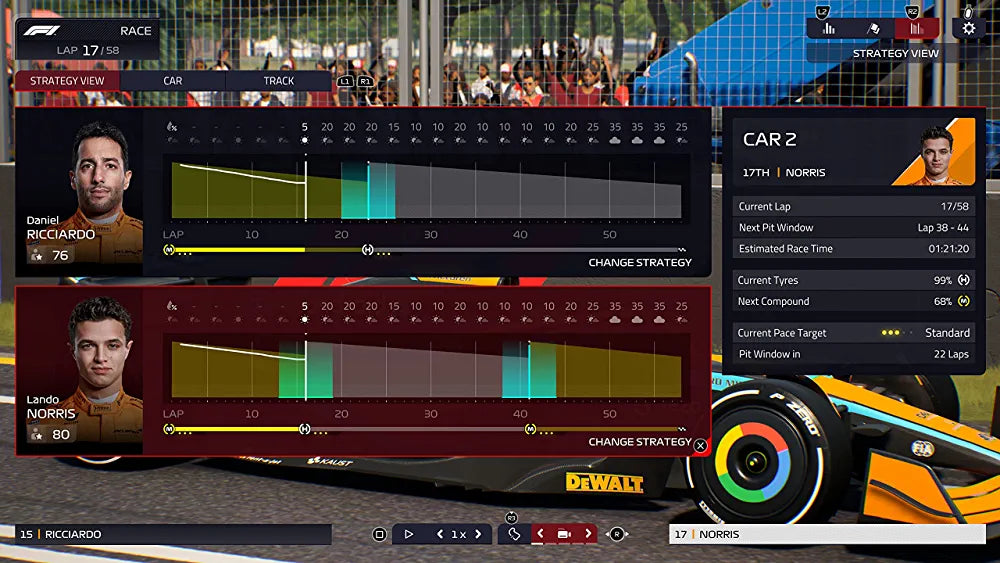 F1 RACE
LAP 17/58
L2 R2
STRATEGY VIEW
STRATEGY VIEW CAR TRACK L1 R1
% - - - - - 5 20 20 20 15 10 10 10 10 10 10 20 25 35 35 35 25
Daniel
RICCIARDO
76
LAP 10 20 30 40 50
M H
CHANGE STRATEGY
% - - - - - 5 20 20 20 15 10 10 10 10 10 10 20 25 35 35 35 25
Lando
NORRIS
80
LAP 10 20 30 40 50
M H M
CHANGE STRATEGY
CAR 2
17TH | NORRIS
Current Lap 17/58
Next Pit Window Lap 38 - 44
Estimated Race Time 01:21:20
Current Tyres 99% H
Next Compound 68% M
Current Pace Target Standard
Pit Window in 22 Laps
P ZERO
FIA
KAUST
DEWALT
15 | RICCIARDO
1x
R3
R
17 | NORRIS